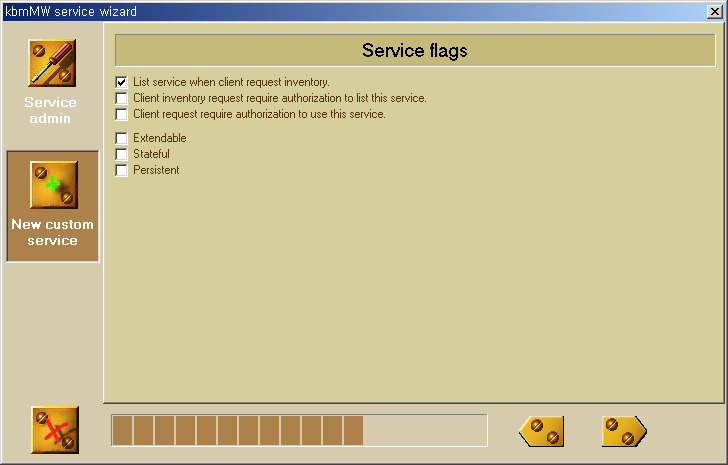 kbmMW service wizard
Service flags
List service when client request inventory.
Client inventory request require authorization to list this service.
Client request require authorization to use this service.
Extendable
Stateful
Persistent
Service
admin
New custom
service